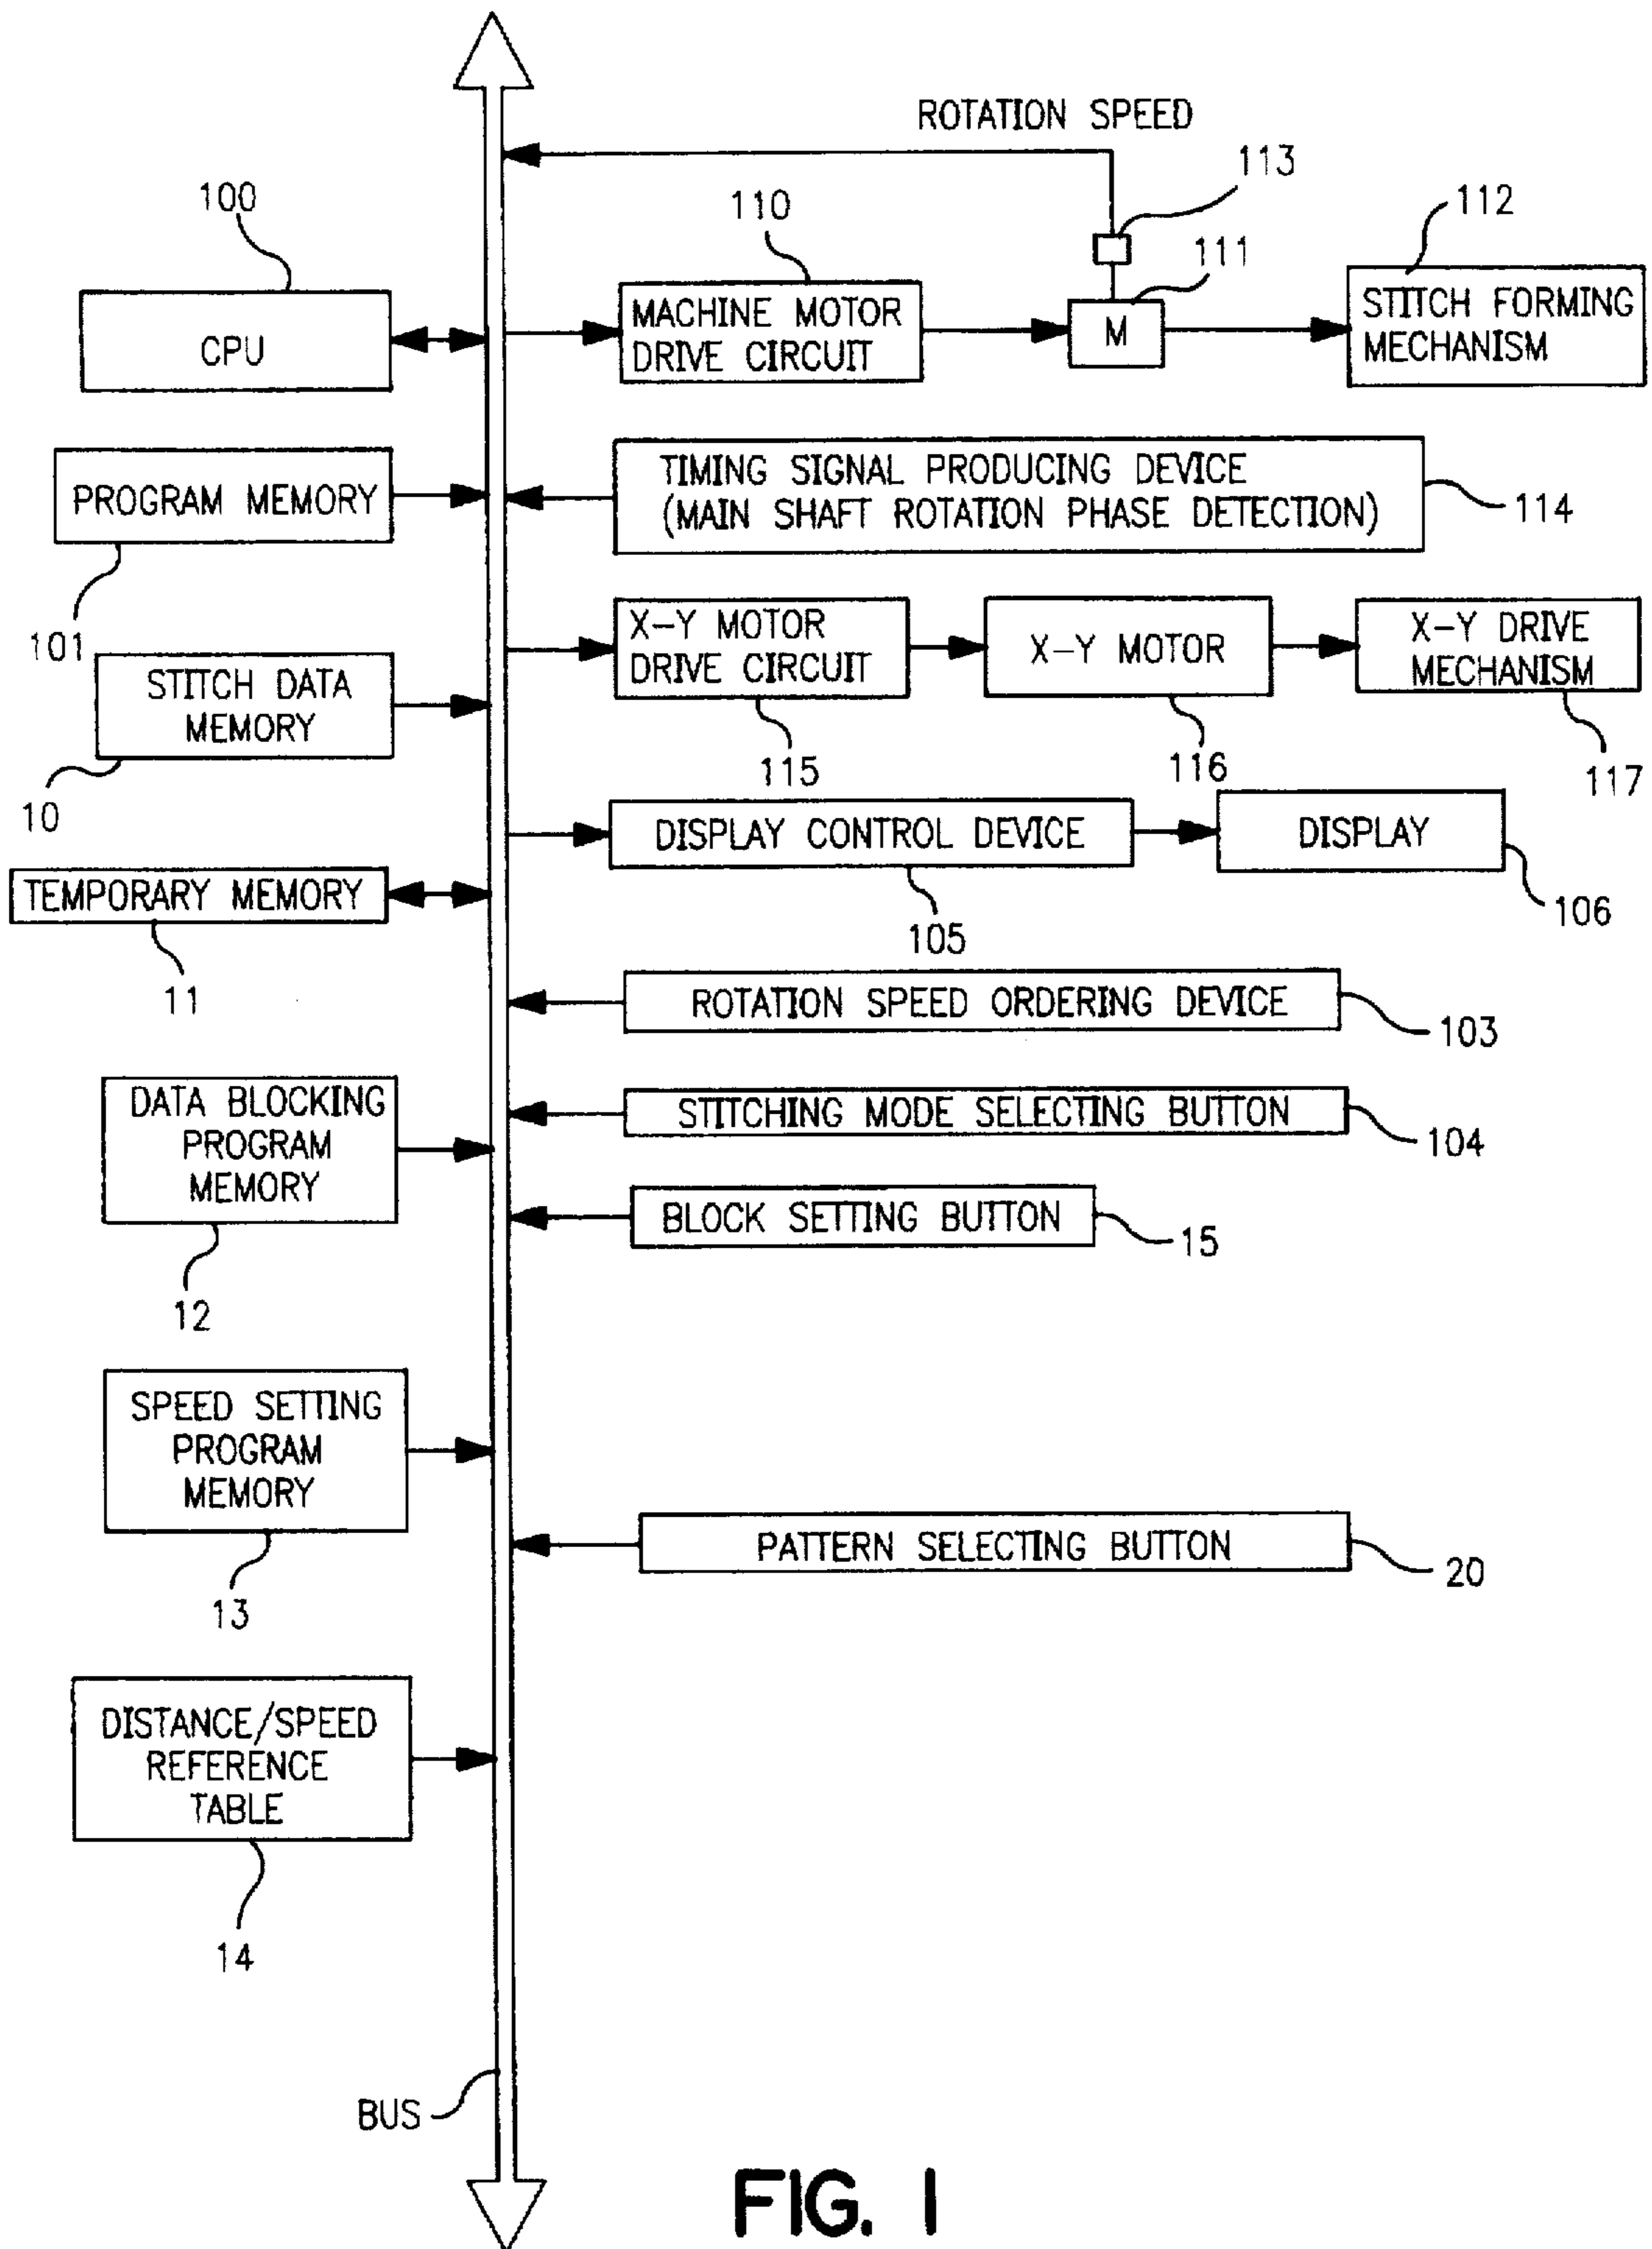 ROTATION SPEED
113
100
110
112
111
CPU
MACHINE MOTOR
DRIVE CIRCUIT
M
STITCH FORMING
MECHANISM
PROGRAM MEMORY
101
TIMING SIGNAL PRODUCING DEVICE
(MAIN SHAFT ROTATION PHASE DETECTION)
114
STITCH DATA
MEMORY
10
X-Y MOTOR
DRIVE CIRCUIT
115
X-Y MOTOR
116
X-Y DRIVE
MECHANISM
117
TEMPORARY MEMORY
11
DISPLAY CONTROL DEVICE
105
DISPLAY
106
ROTATION SPEED ORDERING DEVICE
103
DATA BLOCKING
PROGRAM
MEMORY
12
STITCHING MODE SELECTING BUTTON
104
BLOCK SETTING BUTTON
15
SPEED SETTING
PROGRAM
MEMORY
13
PATTERN SELECTING BUTTON
20
DISTANCE/SPEED
REFERENCE
TABLE
14
BUS
FIG. 1